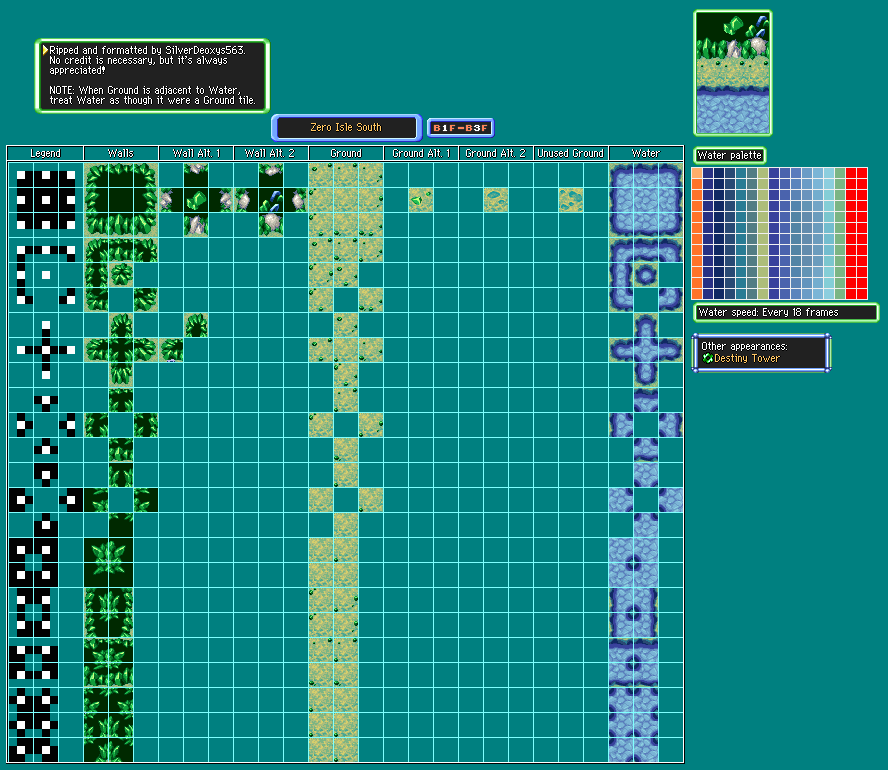 Ripped and formatted by SilverDeoxys563.
No credit is necessary, but it's always
appreciated!
NOTE: When Ground is adjacent to Water,
treat Water as though it were a Ground tile.
Zero Isle South
B1F-B3F
Legend
Walls
Wall Alt. 1
Wall Alt. 2
Ground
Ground Alt. 1
Ground Alt. 2
Unused Ground
Water
Water palette
Water speed: Every 18 frames
Other appearances:
Destiny Tower